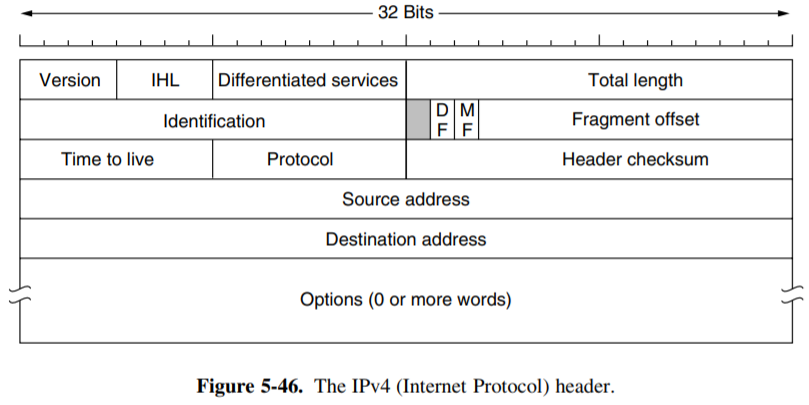 32 Bits
Version IHL Differentiated services Total length
Identification D F M F Fragment offset
Time to live Protocol Header checksum
Source address
Destination address
Options (0 or more words)
Figure 5-46. The IPv4 (Internet Protocol) header.